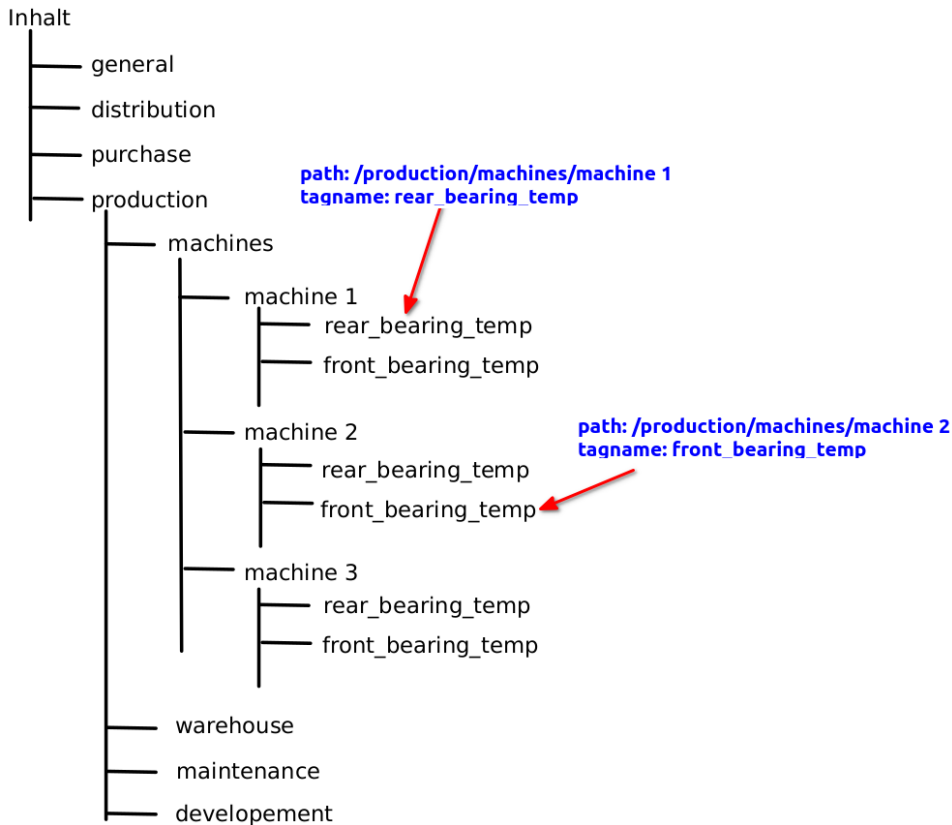 Inhalt
general
distribution
purchase
path: /production/machines/machine 1
tagname: rear_bearing_temp
production
machines
machine 1
rear_bearing_temp
front_bearing_temp
path: /production/machines/machine 2
tagname: front_bearing_temp
machine 2
rear_bearing_temp
front_bearing_temp
machine 3
rear_bearing_temp
front_bearing_temp
warehouse
maintenance
developement